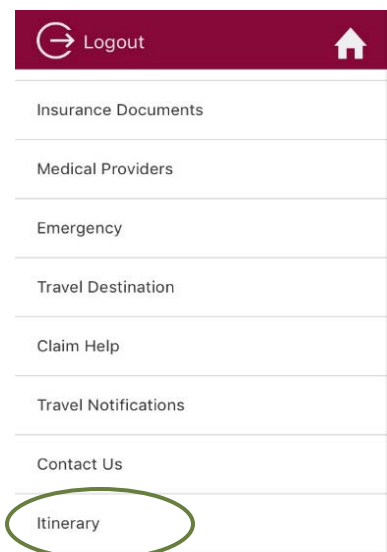 Logout
Insurance Documents
Medical Providers
Emergency
Travel Destination
Claim Help
Travel Notifications
Contact Us
Itinerary